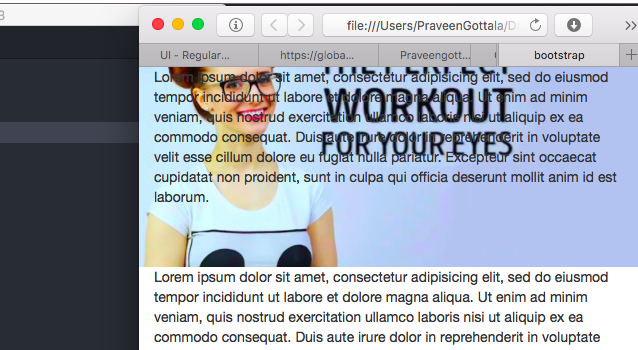 3
file:///Users/PraveenGottala/D
UI - Regular...
https://globa...
Praveengott...
bootstrap
THE PERFECT
WORKOUT
FOR YOUR EYES
Lorem ipsum dolor sit amet, consectetur adipisicing elit, sed do eiusmod
tempor incididunt ut labore et dolore magna aliqua. Ut enim ad minim
veniam, quis nostrud exercitation ullamco laboris nisi ut aliquip ex ea
commodo consequat. Duis aute irure dolor in reprehenderit in voluptate
velit esse cillum dolore eu fugiat nulla pariatur. Excepteur sint occaecat
cupidatat non proident, sunt in culpa qui officia deserunt mollit anim id est
laborum.
Lorem ipsum dolor sit amet, consectetur adipisicing elit, sed do eiusmod
tempor incididunt ut labore et dolore magna aliqua. Ut enim ad minim
veniam, quis nostrud exercitation ullamco laboris nisi ut aliquip ex ea
commodo consequat. Duis aute irure dolor in reprehenderit in voluptate